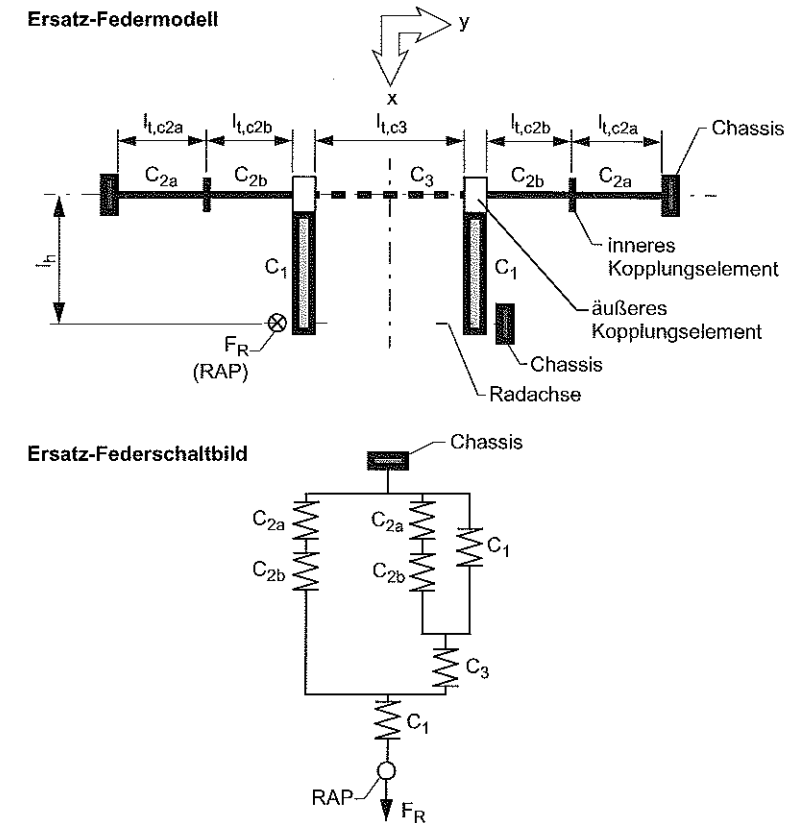 Ersatz-Federmodell
y
x
l_t,c2a l_t,c2b l_t,c3 l_t,c2b l_t,c2a
Chassis
C_2a C_2b C_3 C_2b C_2a
l_h
C_1 C_1
inneres
Kopplungselement
äußeres
Kopplungselement
F_R
(RAP)
Chassis
Radachse
Ersatz-Federschaltbild
Chassis
C_2a C_2a
C_1
C_2b C_2b
C_3
C_1
RAP
F_R